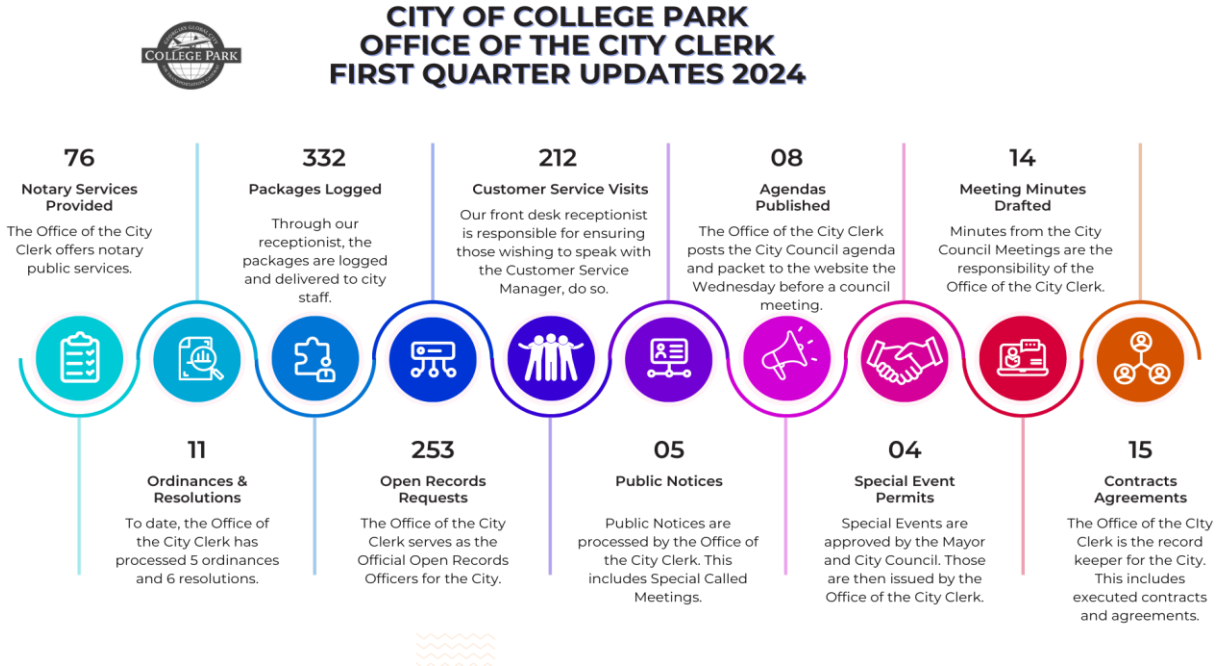 CITY OF COLLEGE PARK
OFFICE OF THE CITY CLERK
FIRST QUARTER UPDATES 2024
COLLEGE PARK
76
Notary Services
Provided
The Office of the City
Clerk offers notary
public services.
332
Packages Logged
Through our
receptionist, the
packages are logged
and delivered to city
staff.
212
Customer Service Visits
Our front desk receptionist
is responsible for ensuring
those wishing to speak with
the Customer Service
Manager, do so.
08
Agendas
Published
The Office of the City Clerk
posts the City Council agenda
and packet to the website the
Wednesday before a council
meeting.
14
Meeting Minutes
Drafted
Minutes from the City
Council Meetings are the
responsibility of the
Office of the City Clerk.
11
Ordinances &
Resolutions
To date, the Office of
the City Clerk has
processed 5 ordinances
and 6 resolutions.
253
Open Records
Requests
The Office of the City
Clerk serves as the
Official Open Records
Officers for the City.
05
Public Notices
Public Notices are
processed by the Office of
the City Clerk. This
includes Special Called
Meetings.
04
Special Event
Permits
Special Events are
approved by the Mayor
and City Council. Those
are then issued by the
Office of the City Clerk.
15
Contracts
Agreements
The Office of the CIty
Clerk is the record
keeper for the City.
This includes
executed contracts
and agreements.